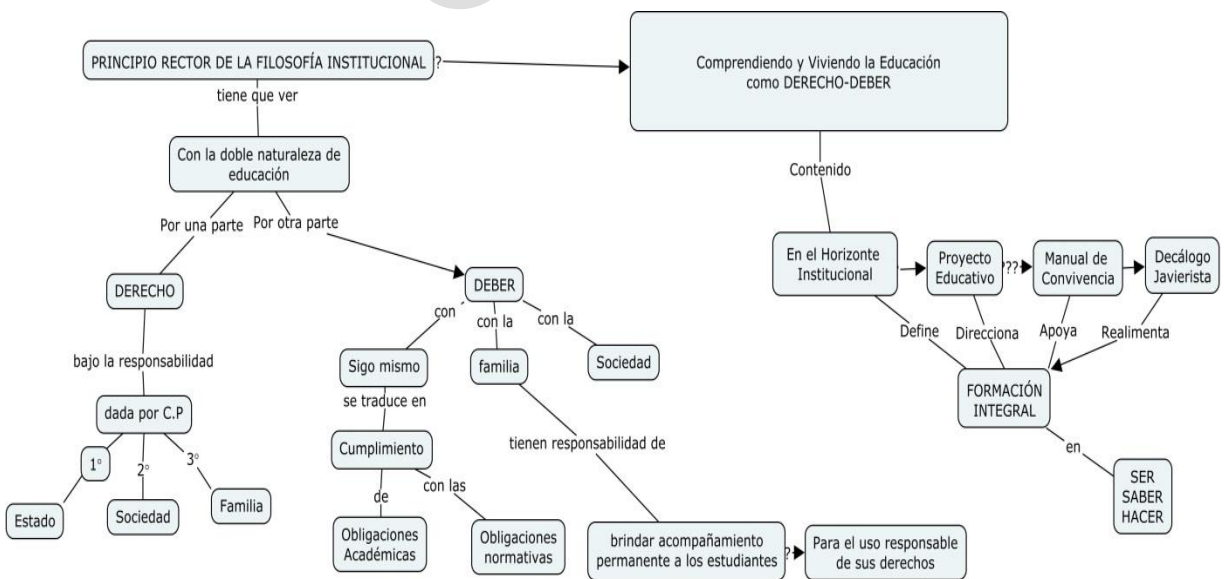 PRINCIPIO RECTOR DE LA FILOSOFÍA INSTITUCIONAL
?
Comprendiendo y Viviendo la Educación
como DERECHO-DEBER
tiene que ver
Con la doble naturaleza de
educación
Por una parte
Por otra parte
DERECHO
bajo la responsabilidad
dada por C.P
1°
2°
3°
Estado
Sociedad
Familia
DEBER
con
con la
con la
Sigo mismo
familia
Sociedad
se traduce en
Cumplimiento
de
con las
Obligaciones
Académicas
Obligaciones
normativas
tienen responsabilidad de
brindar acompañamiento
permanente a los estudiantes
?
Para el uso responsable
de sus derechos
Contenido
En el Horizonte
Institucional
Proyecto
Educativo
???
Manual de
Convivencia
Decálogo
Javierista
Define
Direcciona
Apoya
Realimenta
FORMACIÓN
INTEGRAL
en
SER
SABER
HACER